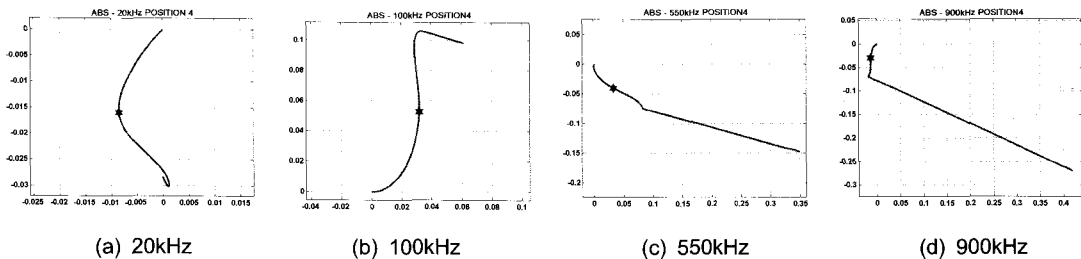 ABS - 20kHz POSITION 4
0
-0.005
-0.01
-0.015
-0.02
-0.025
-0.03
-0.025 -0.02 -0.015 -0.01 -0.005 0 0.005 0.01 0.015
(a) 20kHz
ABS - 100kHz POSITION4
0.1
0.08
0.06
0.04
0.02
0
-0.04 -0.02 0 0.02 0.04 0.06 0.08 0.1
(b) 100kHz
ABS - 550kHz POSITION4
0.05
0
-0.05
-0.1
-0.15
-0.2
0 0.05 0.1 0.15 0.2 0.25 0.3 0.35
(c) 550kHz
ABS - 900kHz POSITION4
0.05
0
-0.05
-0.1
-0.15
-0.2
-0.25
-0.3
0 0.05 0.1 0.15 0.2 0.25 0.3 0.35 0.4
(d) 900kHz